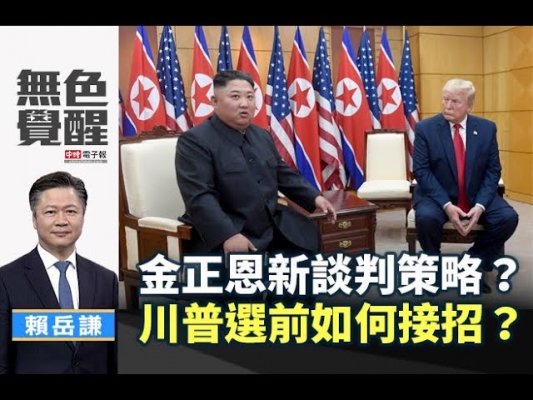 無色
覺醒
中時電子報
賴岳謙
金正恩新談判策略？
川普選前如何接招？